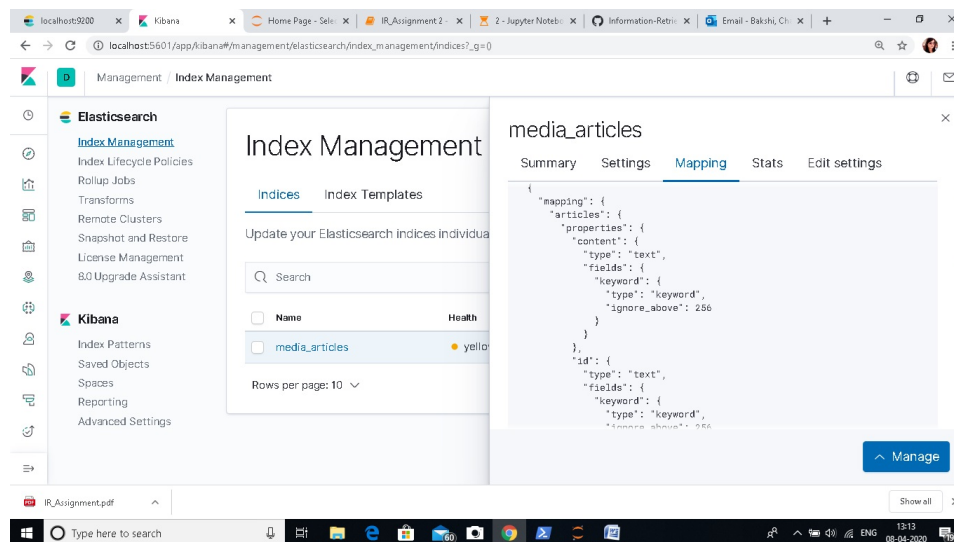 localhost:9200
Kibana
Home Page - Selec
IR_Assignment 2 -
2 - Jupyter Notebo
Information-Retrie
Email - Bakshi, Ch
localhost:5601/app/kibana#/management/elasticsearch/index_management/indices?_g=()
D
Management / Index Management
Elasticsearch
Index Management
Index Lifecycle Policies
Rollup Jobs
Transforms
Remote Clusters
Snapshot and Restore
License Management
8.0 Upgrade Assistant
Kibana
Index Patterns
Saved Objects
Spaces
Reporting
Advanced Settings
Index Management
Indices Index Templates
Update your Elasticsearch indices individua
Search
Name Health
media_articles yello
Rows per page: 10
media_articles
Summary Settings Mapping Stats Edit settings
{
"mapping": {
"articles": {
"properties": {
"content": {
"type": "text",
"fields": {
"keyword": {
"type": "keyword",
"ignore_above": 256
}
}
},
"id": {
"type": "text",
"fields": {
"keyword": {
"type": "keyword",
"ignore_above": 256
Manage
IR_Assignment.pdf
Show all
Type here to search
60
ENG
13:13
08-04-2020
19